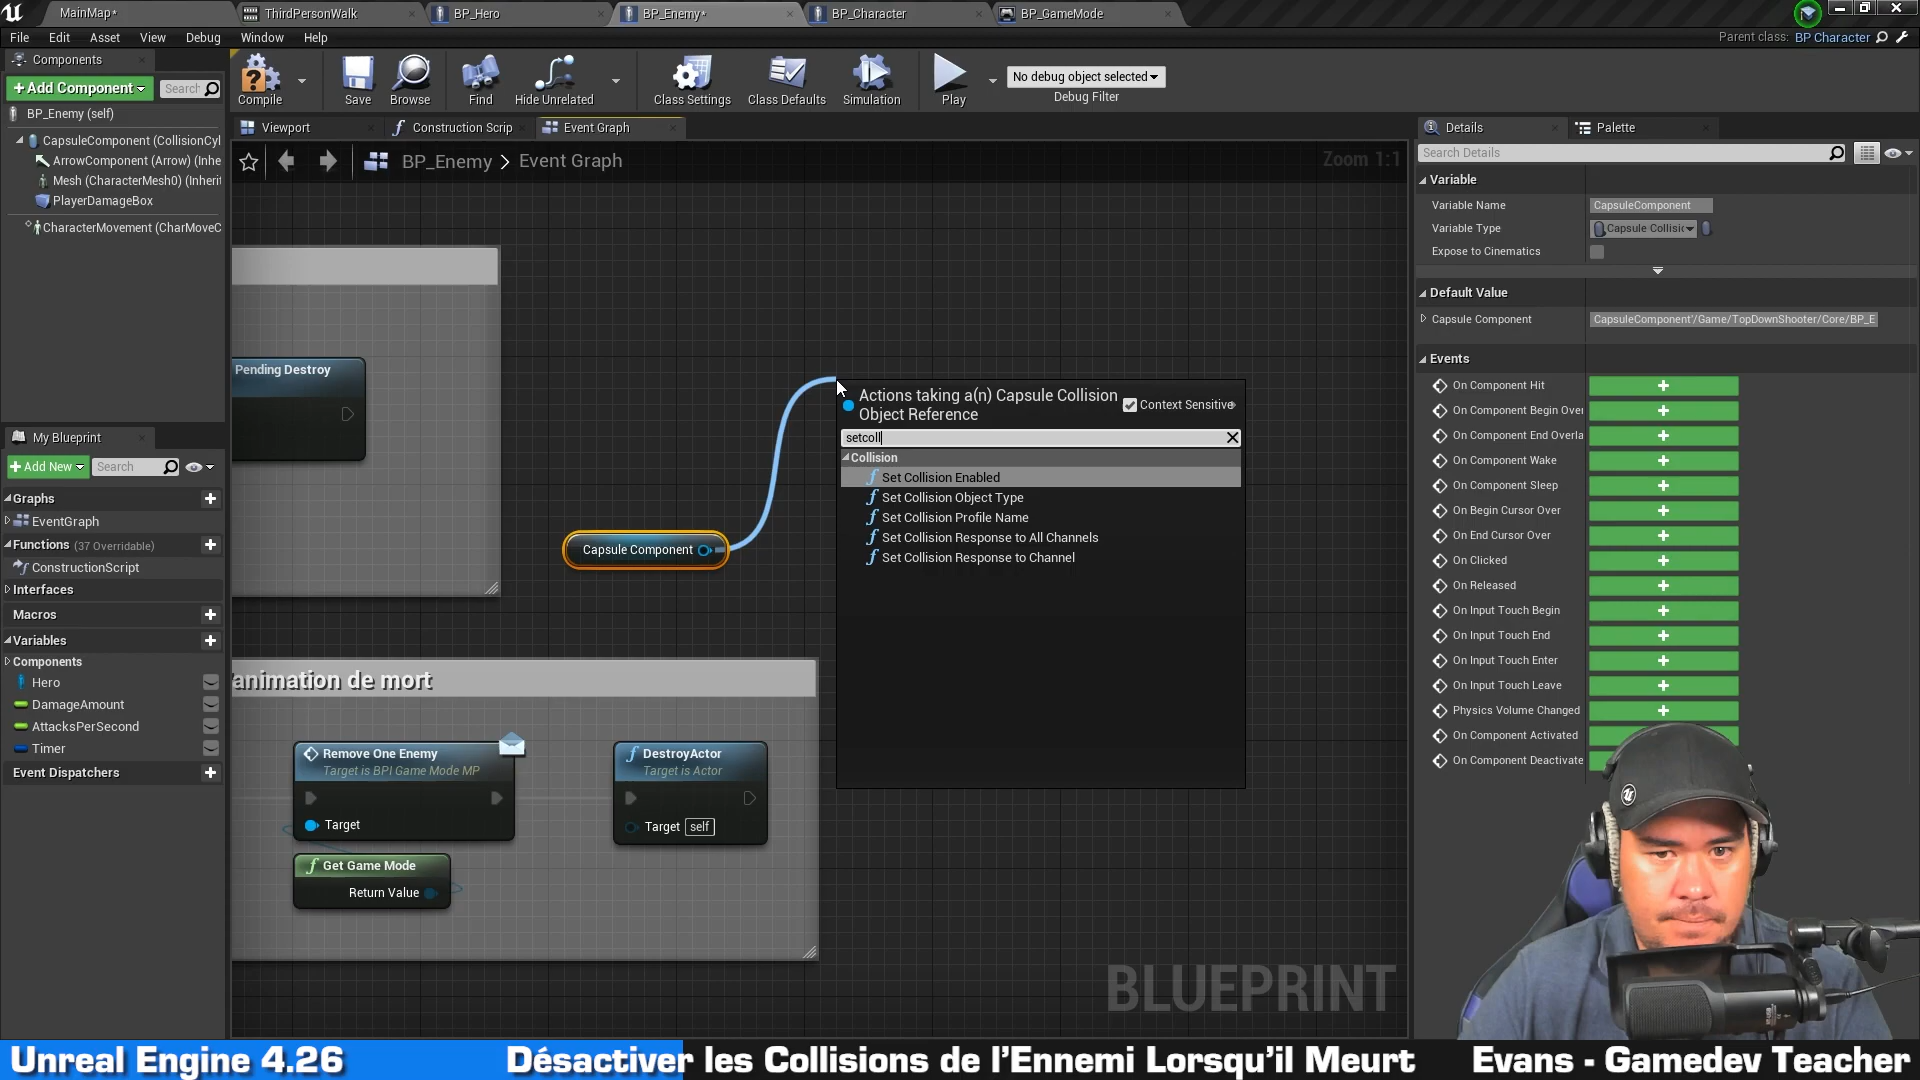 MainMap*
ThirdPersonWalk
BP_Hero
BP_Enemy*
BP_Character
BP_GameMode
File Edit Asset View Debug Window Help
Parent class: BP Character
Components
+Add Component
Search
BP_Enemy (self)
CapsuleComponent (CollisionCyl
ArrowComponent (Arrow) (Inhe
Mesh (CharacterMesh0) (Inherit
PlayerDamageBox
CharacterMovement (CharMoveC
Compile
Save
Browse
Find
Hide Unrelated
Class Settings
Class Defaults
Simulation
Play
No debug object selected
Debug Filter
Viewport
Construction Scrip
Event Graph
BP_Enemy > Event Graph
Zoom 1:1
My Blueprint
+Add New
Search
Graphs
EventGraph
Functions (37 Overridable)
ConstructionScript
Interfaces
Macros
Variables
Components
Hero
DamageAmount
AttacksPerSecond
Timer
Event Dispatchers
Pending Destroy
Capsule Component
Actions taking a(n) Capsule Collision
Object Reference
Context Sensitive
setcoll
Collision
Set Collision Enabled
Set Collision Object Type
Set Collision Profile Name
Set Collision Response to All Channels
Set Collision Response to Channel
'animation de mort
Remove One Enemy
Target is BPI Game Mode MP
Target
Get Game Mode
Return Value
DestroyActor
Target is Actor
Target self
BLUEPRINT
Details
Palette
Search Details
Variable
Variable Name CapsuleComponent
Variable Type Capsule Collisic
Expose to Cinematics
Default Value
Capsule Component CapsuleComponent'/Game/TopDownShooter/Core/BP_E
Events
On Component Hit
On Component Begin Over
On Component End Overla
On Component Wake
On Component Sleep
On Begin Cursor Over
On End Cursor Over
On Clicked
On Released
On Input Touch Begin
On Input Touch End
On Input Touch Enter
On Input Touch Leave
Physics Volume Changed
On Component Activated
On Component Deactivate
Unreal Engine 4.26
Désactiver les Collisions de l'Ennemi Lorsqu'il Meurt
Evans - Gamedev Teacher